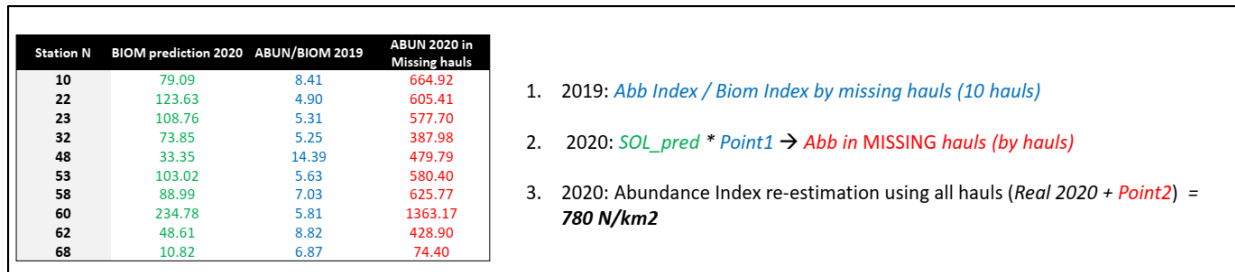 Station N BIOM prediction 2020 ABUN/BIOM 2019 ABUN 2020 in Missing hauls
10 79.09 8.41 664.92
22 123.63 4.90 605.41
23 108.76 5.31 577.70
32 73.85 5.25 387.98
48 33.35 14.39 479.79
53 103.02 5.63 580.40
58 88.99 7.03 625.77
60 234.78 5.81 1363.17
62 48.61 8.82 428.90
68 10.82 6.87 74.40
1. 2019: Abb Index / Biom Index by missing hauls (10 hauls)
2. 2020: SOL_pred * Point1 → Abb in MISSING hauls (by hauls)
3. 2020: Abundance Index re-estimation using all hauls (Real 2020 + Point2) =
780 N/km2